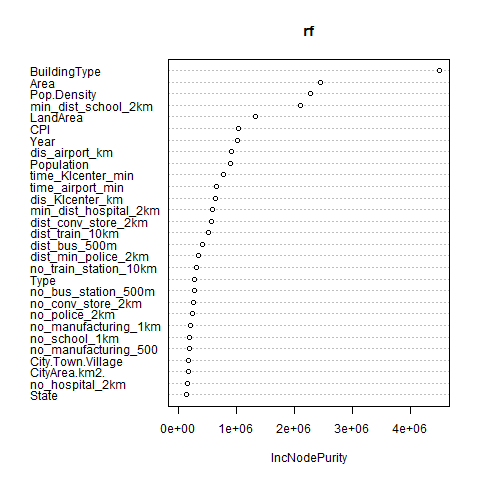 rf
BuildingType
Area
Pop.Density
min_dist_school_2km
LandArea
CPI
Year
dis_airport_km
Population
time_Klcenter_min
time_airport_min
dis_Klcenter_km
min_dist_hospital_2km
dist_conv_store_2km
dist_train_10km
dist_bus_500m
dist_min_police_2km
no_train_station_10km
Type
no_bus_station_500m
no_conv_store_2km
no_police_2km
no_manufacturing_1km
no_school_1km
no_manufacturing_500
City.Town.Village
CityArea.km2.
no_hospital_2km
State
0e+00 1e+06 2e+06 3e+06 4e+06
IncNodePurity